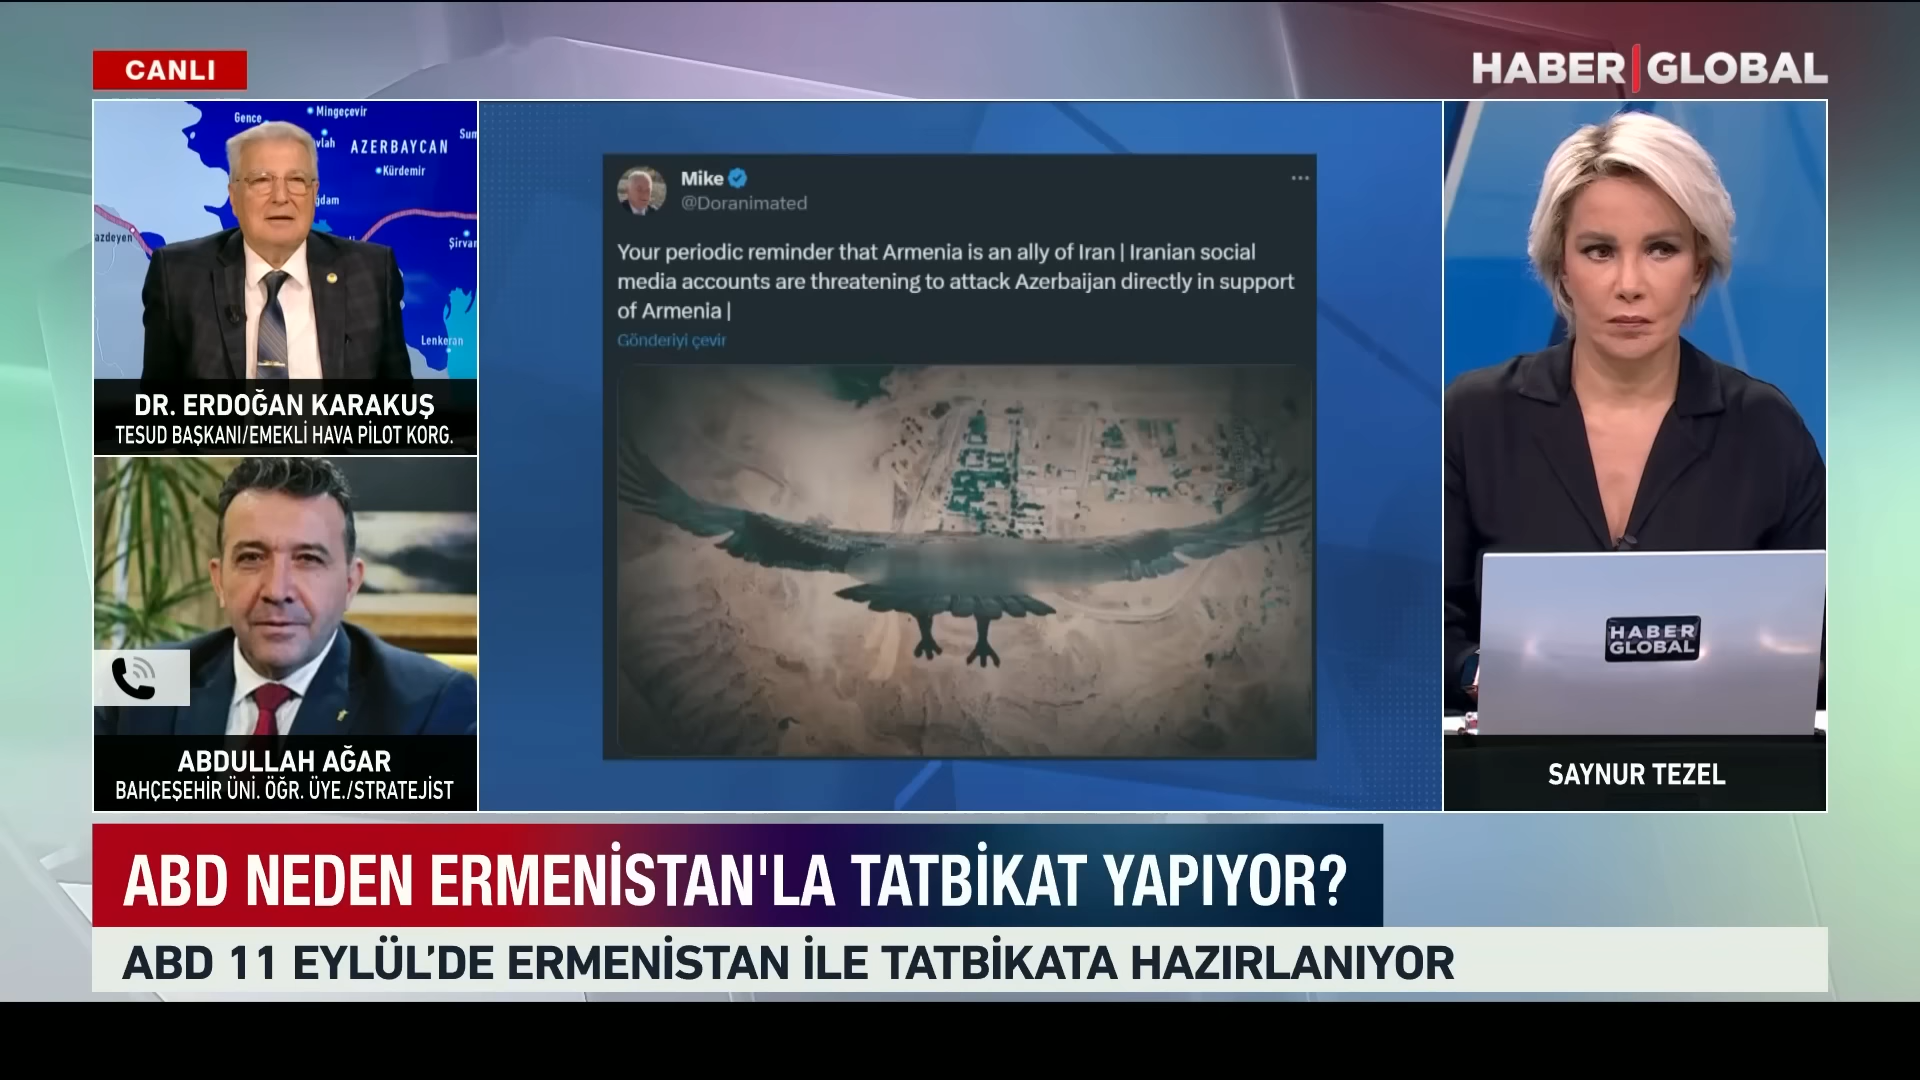 CANLI
HABER|GLOBAL
Gence
Mingeçevir
vlah
AZERBAYCAN
Sum
Kürdemir
ğdam
azdeyen
Şirvan
Lenkeran
DR. ERDOĞAN KARAKUŞ
TESUD BAŞKANI/EMEKLİ HAVA PİLOT KORG.
ABDULLAH AĞAR
BAHÇEŞEHİR ÜNİ. ÖĞR. ÜYE./STRATEJİST
Mike
@Doranimated
Your periodic reminder that Armenia is an ally of Iran | Iranian social
media accounts are threatening to attack Azerbaijan directly in support
of Armenia |
Gönderiyi çevir
HABER
GLOBAL
SAYNUR TEZEL
ABD NEDEN ERMENİSTAN'LA TATBİKAT YAPIYOR?
ABD 11 EYLÜL’DE ERMENİSTAN İLE TATBİKATA HAZIRLANIYOR